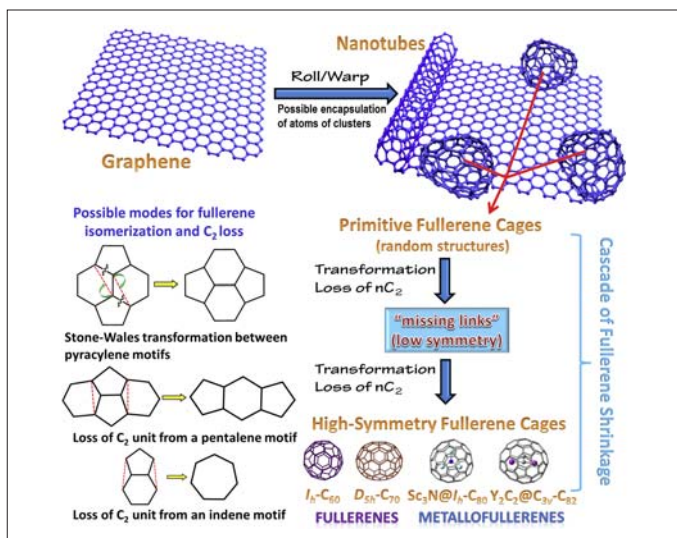 Nanotubes
Roll/Warp
Possible encapsulation
of atoms of clusters
Graphene
Possible modes for fullerene
isomerization and C₂ loss
Stone-Wales transformation between
pyracylene motifs
Loss of C₂ unit from a pentalene motif
Loss of C₂ unit from an indene motif
Primitive Fullerene Cages
(random structures)
Transformation
Loss of nC₂
"missing links"
(low symmetry)
Transformation
Loss of nC₂
High-Symmetry Fullerene Cages
Iₕ-C₆₀ D₅ₕ-C₇₀ Sc₃N@Iₕ-C₈₀ Y₂C₂@C₃ᵥ-C₈₂
FULLERENES METALLOFULLERENES
Cascade of Fullerene Shrinkage